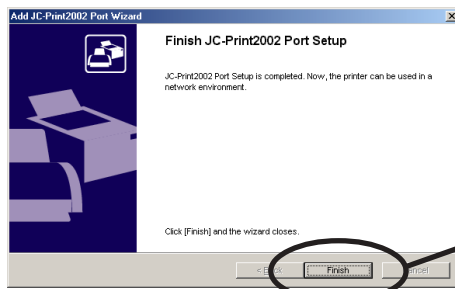 Add JC-Print2002 Port Wizard
Finish JC-Print2002 Port Setup
JC-Print2002 Port Setup is completed. Now, the printer can be used in a
network environment.
Click [Finish] and the wizard closes.
Finish